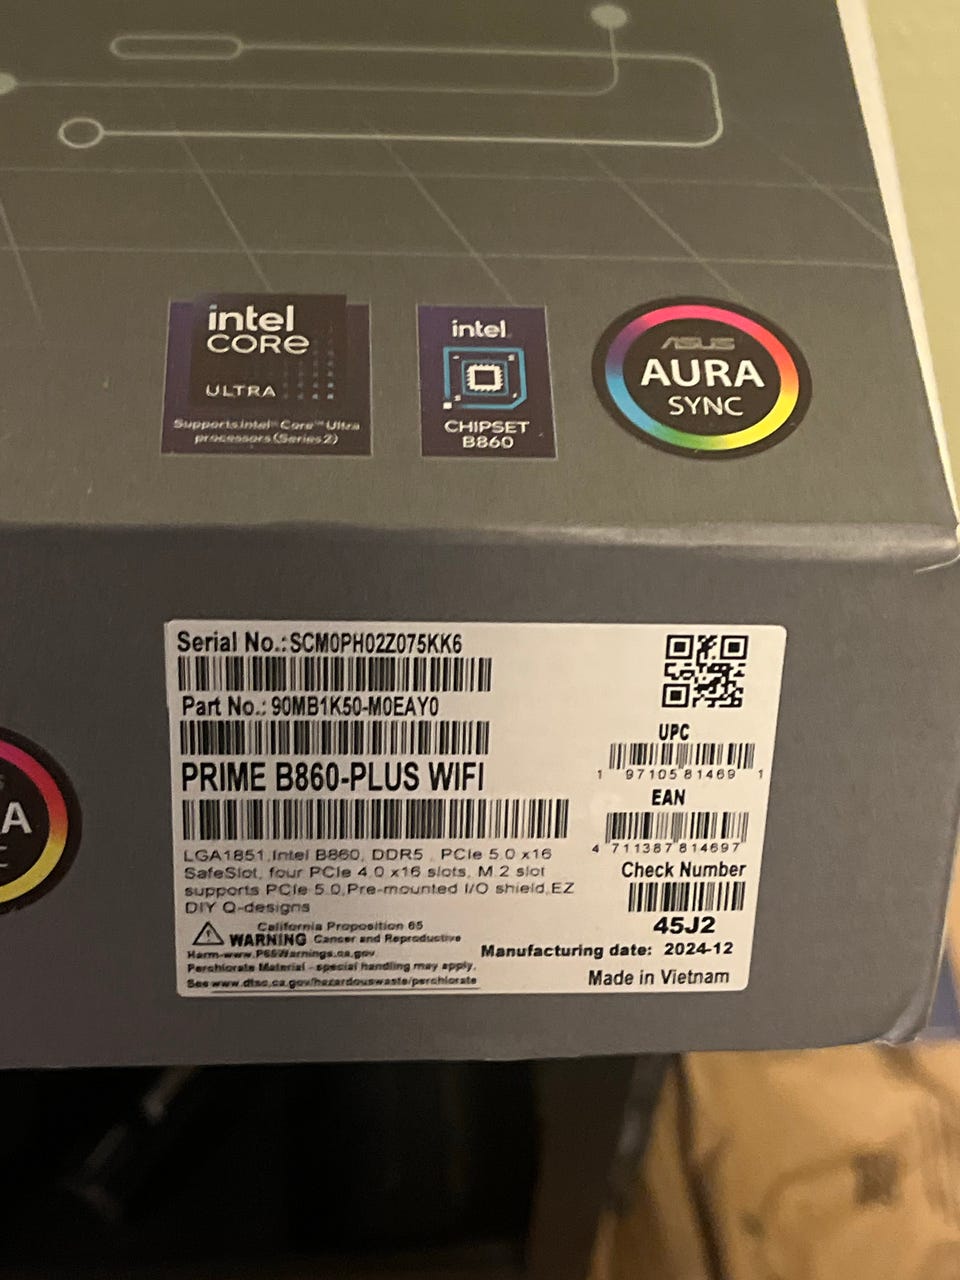 intel
CORE
ULTRA
Supports Intel® Core™ Ultra
processors (Series 2)
intel
CHIPSET
B860
ASUS
AURA
SYNC
A
Serial No.:SCM0PH02Z075KK6
Part No.: 90MB1K50-M0EAY0
PRIME B860-PLUS WIFI
LGA1851,Intel B860, DDR5 , PCIe 5.0 x16
SafeSlot, four PCIe 4.0 x16 slots, M.2 slot
supports PCIe 5.0,Pre-mounted I/O shield,EZ
DIY Q-designs
California Proposition 65
WARNING Cancer and Reproductive
Harm-www.P65Warnings.ca.gov
Perchlorate Material - special handling may apply.
See www.dtsc.ca.gov/hazardouswaste/perchlorate
UPC
1 97105 81469 1
EAN
4 711387 814697
Check Number
45J2
Manufacturing date: 2024-12
Made in Vietnam